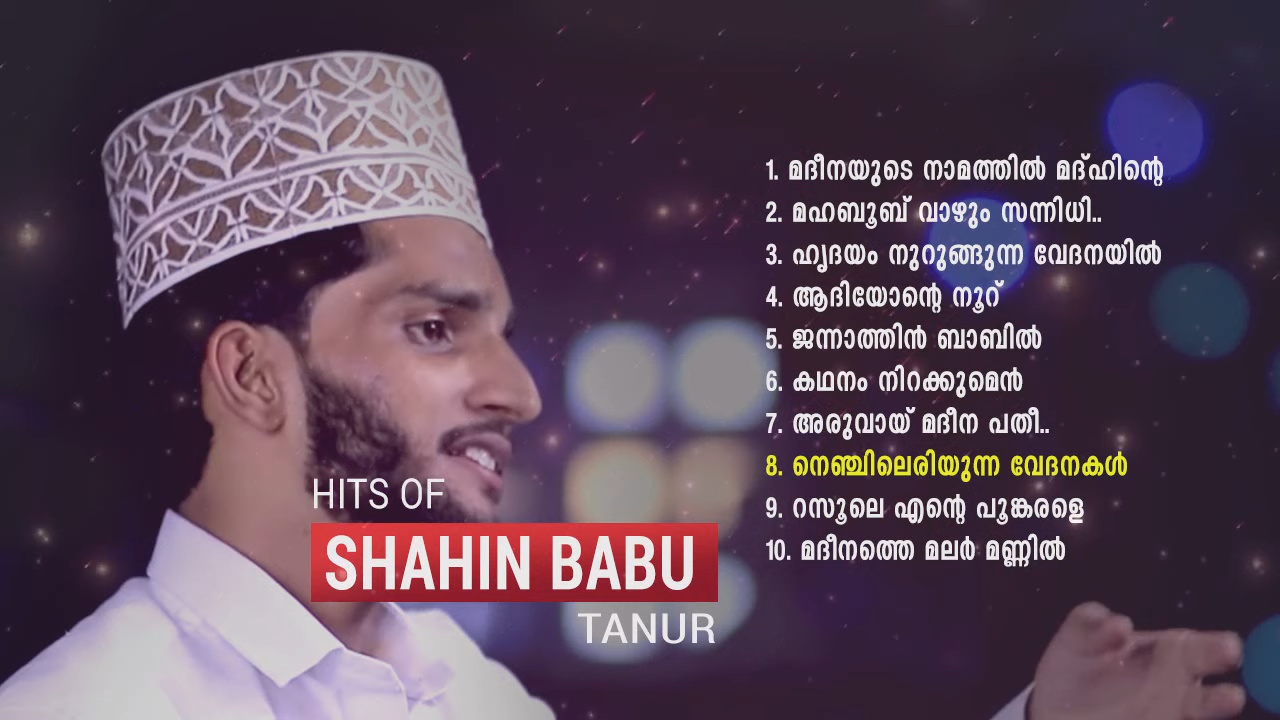 HITS OF
SHAHIN BABU
TANUR
1. മദീനയുടെ നാമത്തിൽ മദ്ഹിന്റെ
2. മഹബൂബ് വാഴും സന്നിധി..
3. ഹൃദയം നുറുങ്ങുന്ന വേദനയിൽ
4. ആദിയോന്റെ നൂറ്
5. ജന്നാത്തിൻ ബാബിൽ
6. കഥനം നിറക്കുമെൻ
7. അരുവായ് മദീന പതീ..
8. നെഞ്ചിലെരിയുന്ന വേദനകൾ
9. റസൂലെ എന്റെ പൂങ്കരളെ
10. മദീനത്തെ മലർ മണ്ണിൽ